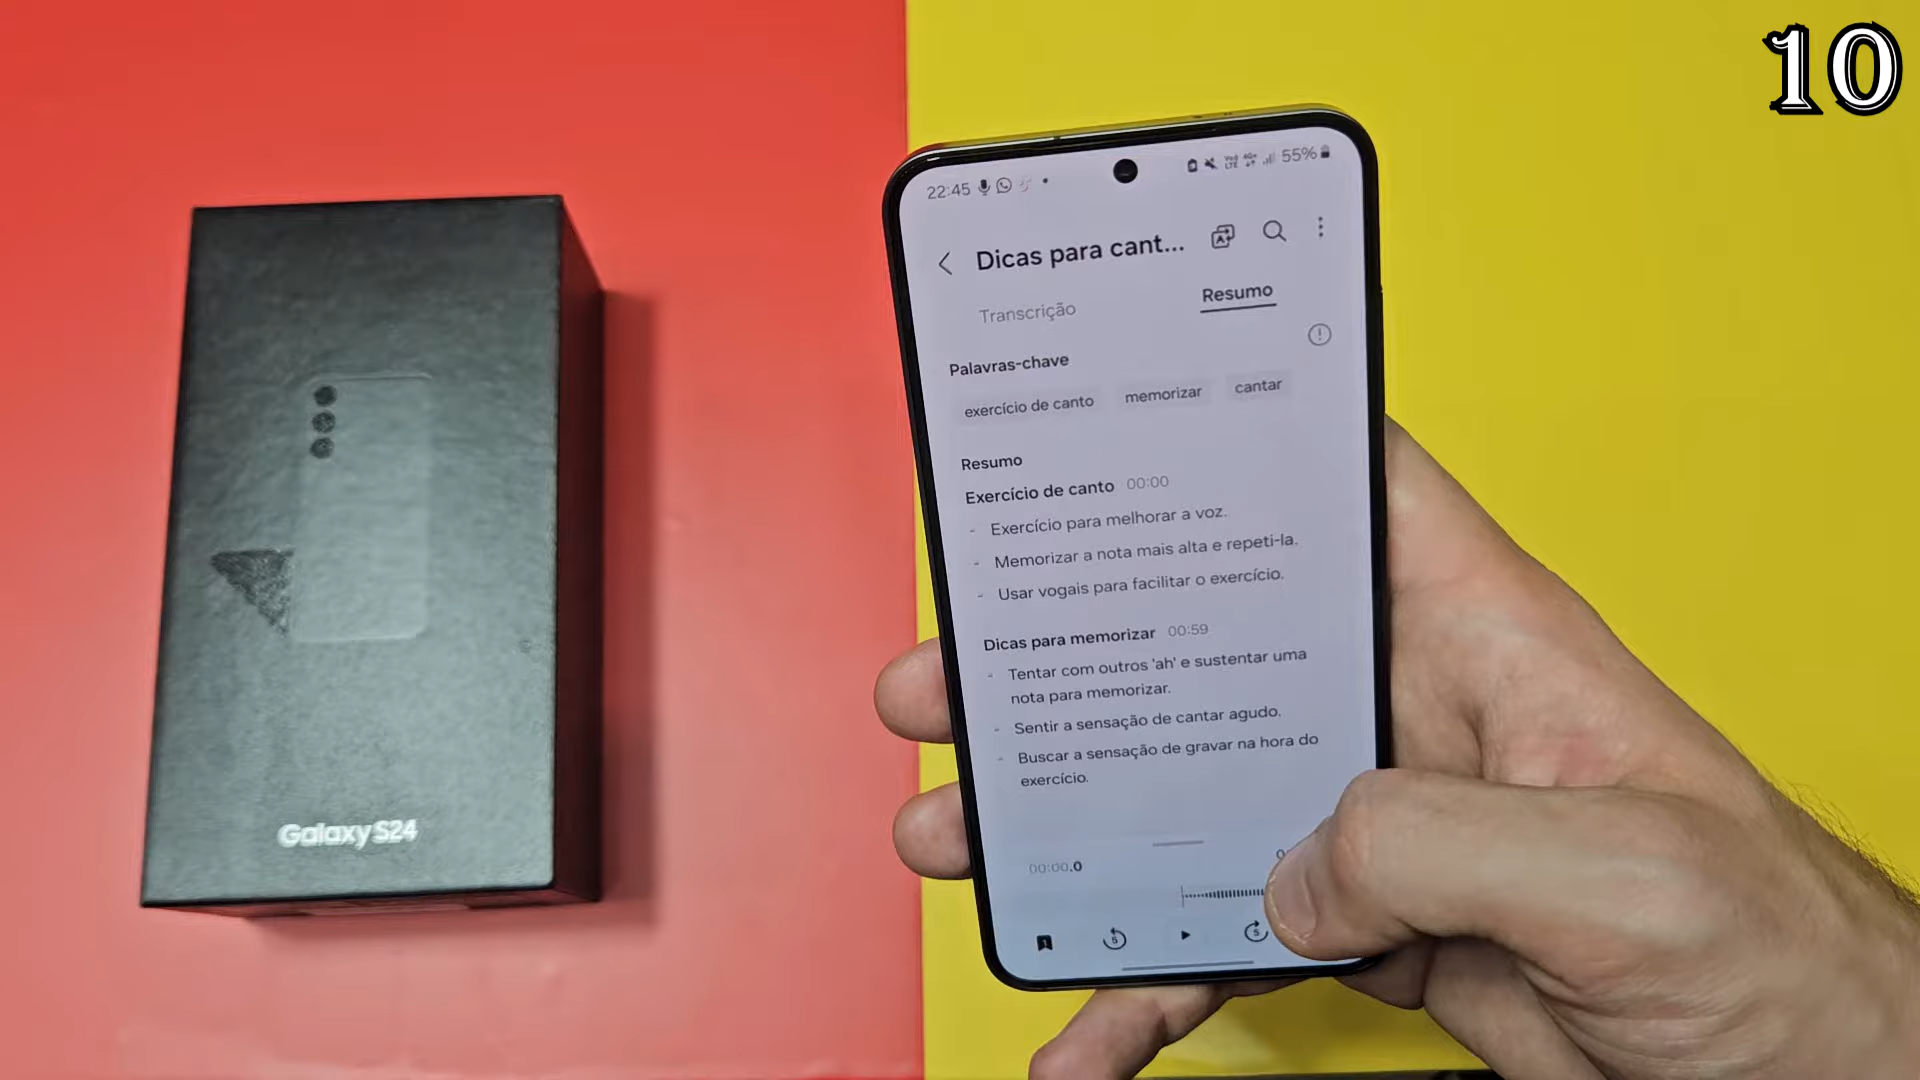 10
Galaxy S24
22:45
55%
Dicas para cant...
Transcrição
Resumo
Palavras-chave
exercício de canto
memorizar
cantar
Resumo
Exercício de canto 00:00
- Exercício para melhorar a voz.
- Memorizar a nota mais alta e repeti-la.
- Usar vogais para facilitar o exercício.
Dicas para memorizar 00:59
- Tentar com outros 'ah' e sustentar uma
nota para memorizar.
- Sentir a sensação de cantar agudo.
- Buscar a sensação de gravar na hora do
exercício.
00:00.0
5
5